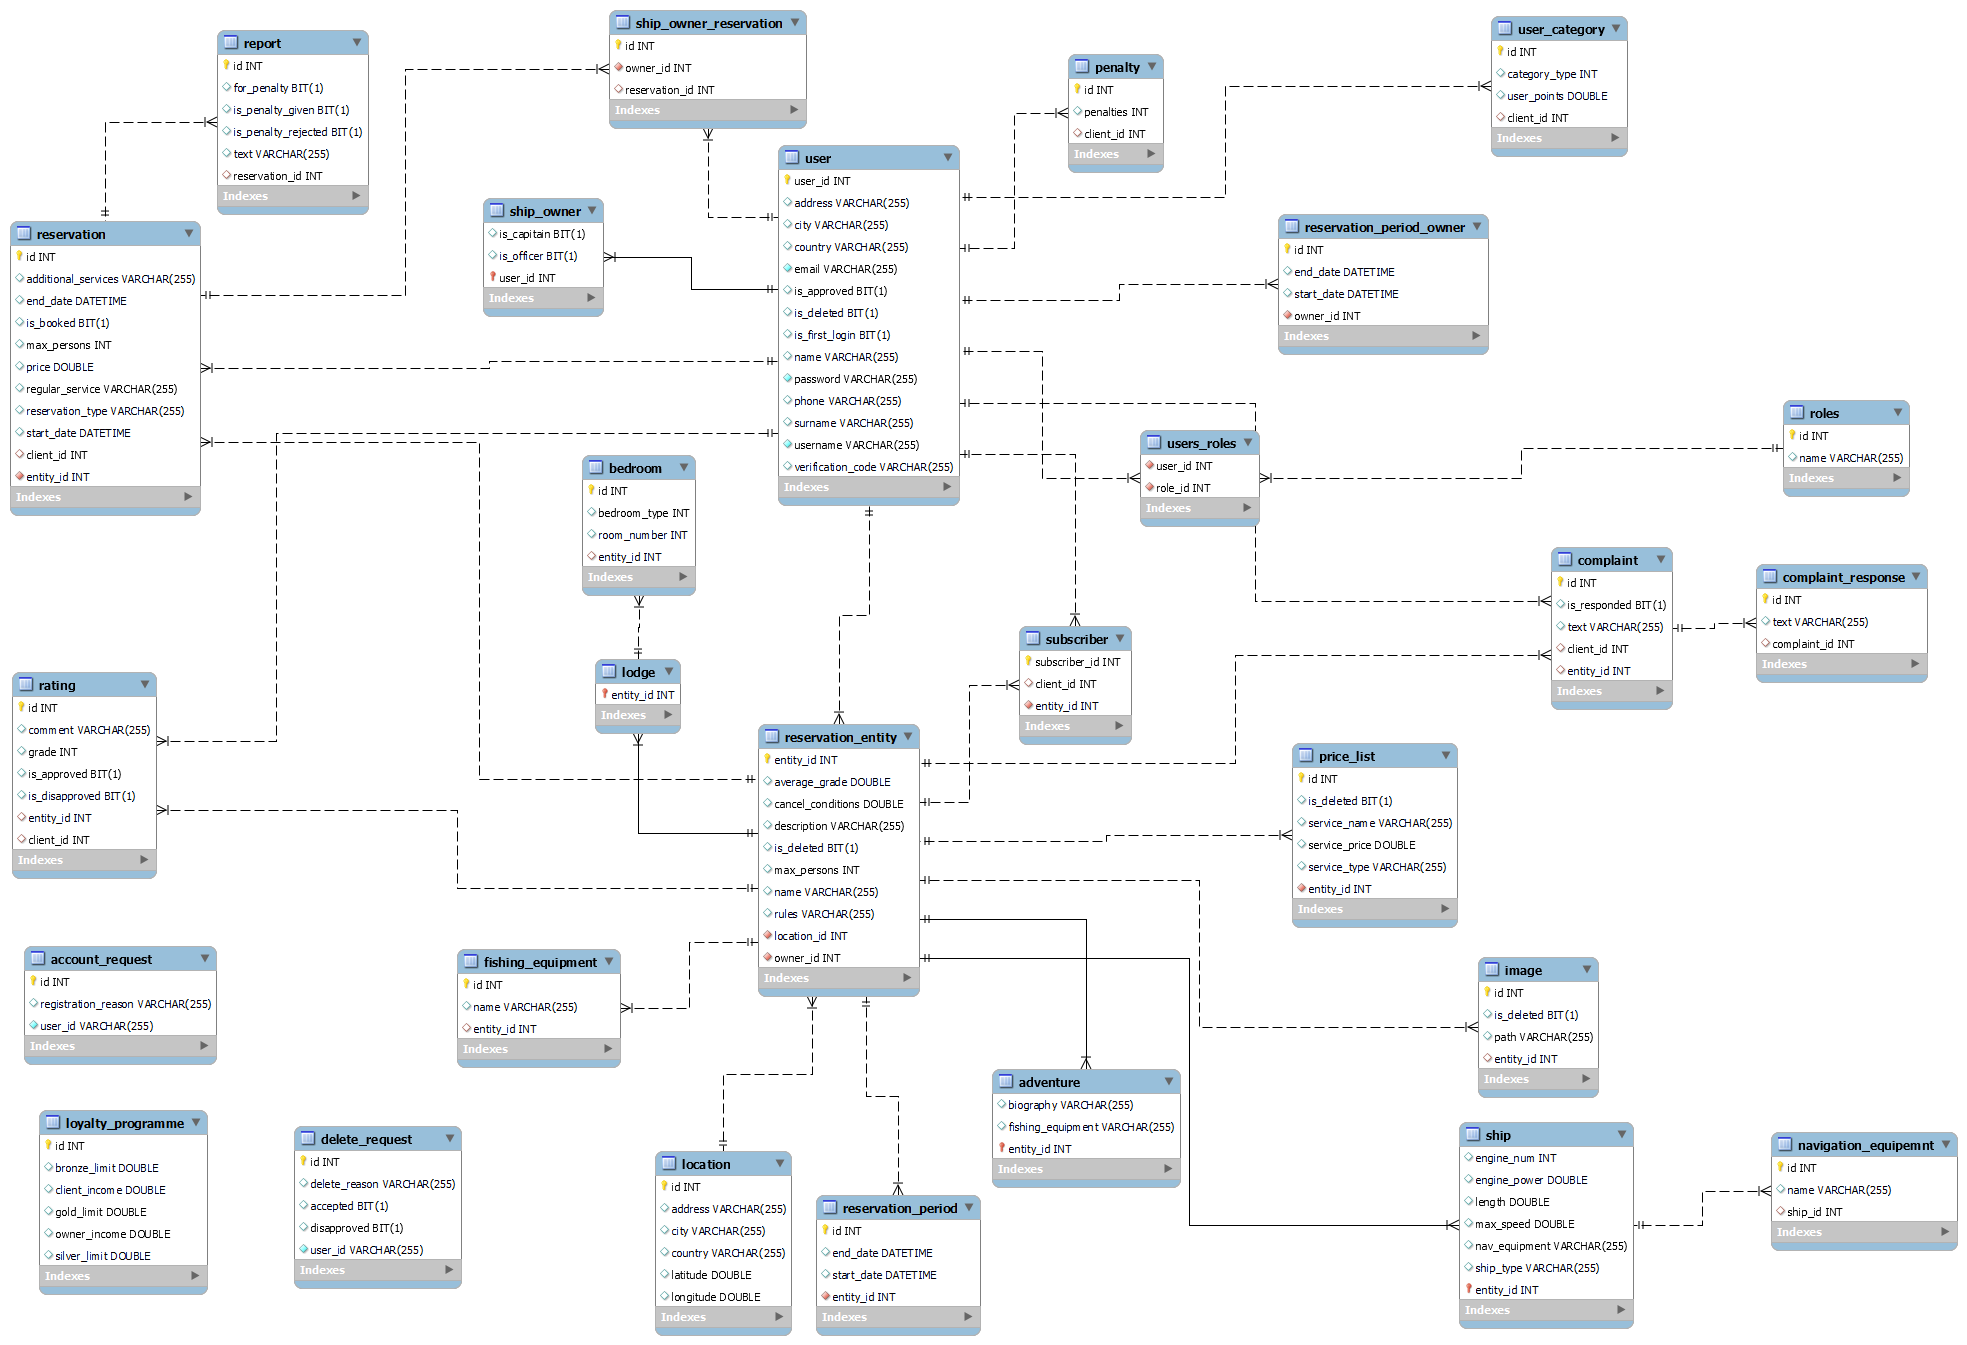 report
id INT
for_penalty BIT(1)
is_penalty_given BIT(1)
is_penalty_rejected BIT(1)
text VARCHAR(255)
reservation_id INT
Indexes
ship_owner_reservation
id INT
owner_id INT
reservation_id INT
Indexes
penalty
id INT
penalties INT
client_id INT
Indexes
user_category
id INT
category_type INT
user_points DOUBLE
client_id INT
Indexes
reservation
id INT
additional_services VARCHAR(255)
end_date DATETIME
is_booked BIT(1)
max_persons INT
price DOUBLE
regular_service VARCHAR(255)
reservation_type VARCHAR(255)
start_date DATETIME
client_id INT
entity_id INT
Indexes
ship_owner
is_capitain BIT(1)
is_officer BIT(1)
user_id INT
Indexes
user
user_id INT
address VARCHAR(255)
city VARCHAR(255)
country VARCHAR(255)
email VARCHAR(255)
is_approved BIT(1)
is_deleted BIT(1)
is_first_login BIT(1)
name VARCHAR(255)
password VARCHAR(255)
phone VARCHAR(255)
surname VARCHAR(255)
username VARCHAR(255)
verification_code VARCHAR(255)
Indexes
reservation_period_owner
id INT
end_date DATETIME
start_date DATETIME
owner_id INT
Indexes
users_roles
user_id INT
role_id INT
Indexes
roles
id INT
name VARCHAR(255)
Indexes
bedroom
id INT
bedroom_type INT
room_number INT
entity_id INT
Indexes
lodge
entity_id INT
Indexes
subscriber
subscriber_id INT
client_id INT
entity_id INT
Indexes
complaint
id INT
is_responded BIT(1)
text VARCHAR(255)
client_id INT
entity_id INT
Indexes
complaint_response
id INT
text VARCHAR(255)
complaint_id INT
Indexes
rating
id INT
comment VARCHAR(255)
grade INT
is_approved BIT(1)
is_disapproved BIT(1)
entity_id INT
client_id INT
Indexes
reservation_entity
entity_id INT
average_grade DOUBLE
cancel_conditions DOUBLE
description VARCHAR(255)
is_deleted BIT(1)
max_persons INT
name VARCHAR(255)
rules VARCHAR(255)
location_id INT
owner_id INT
Indexes
price_list
id INT
is_deleted BIT(1)
service_name VARCHAR(255)
service_price DOUBLE
service_type VARCHAR(255)
entity_id INT
Indexes
account_request
id INT
registration_reason VARCHAR(255)
user_id VARCHAR(255)
Indexes
fishing_equipment
id INT
name VARCHAR(255)
entity_id INT
Indexes
image
id INT
is_deleted BIT(1)
path VARCHAR(255)
entity_id INT
Indexes
loyalty_programme
id INT
bronze_limit DOUBLE
client_income DOUBLE
gold_limit DOUBLE
owner_income DOUBLE
silver_limit DOUBLE
Indexes
delete_request
id INT
delete_reason VARCHAR(255)
accepted BIT(1)
disapproved BIT(1)
user_id VARCHAR(255)
Indexes
location
id INT
address VARCHAR(255)
city VARCHAR(255)
country VARCHAR(255)
latitude DOUBLE
longitude DOUBLE
Indexes
reservation_period
id INT
end_date DATETIME
start_date DATETIME
entity_id INT
Indexes
adventure
biography VARCHAR(255)
fishing_equipment VARCHAR(255)
entity_id INT
Indexes
ship
engine_num INT
engine_power DOUBLE
length DOUBLE
max_speed DOUBLE
nav_equipment VARCHAR(255)
ship_type VARCHAR(255)
entity_id INT
Indexes
navigation_equipemnt
id INT
name VARCHAR(255)
ship_id INT
Indexes